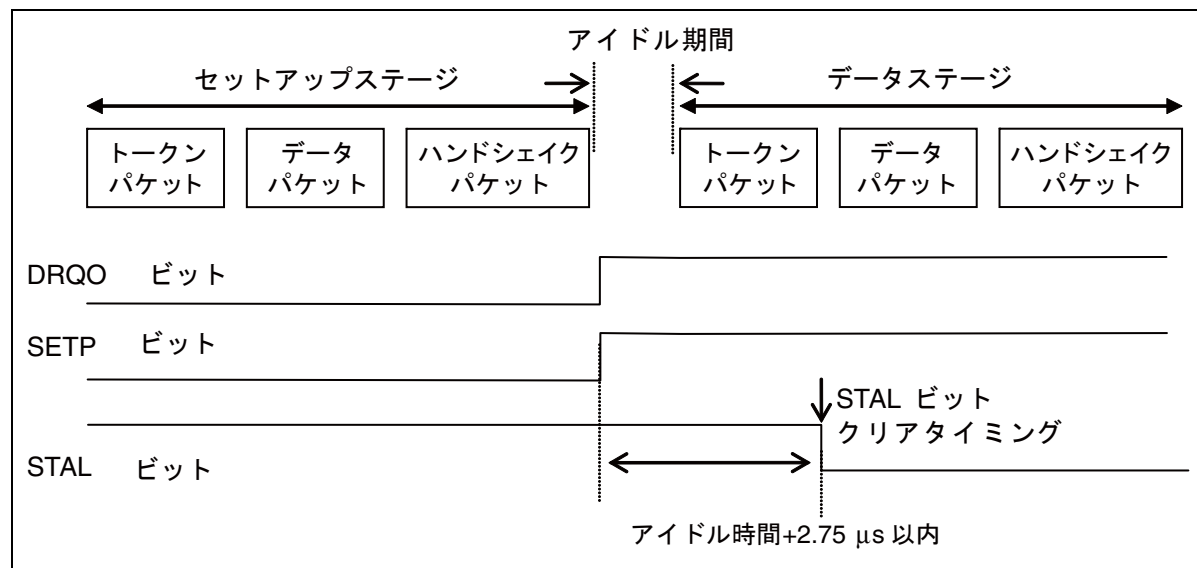 アイドル期間
セットアップステージ
データステージ
トークン
パケット
データ
パケット
ハンドシェイク
パケット
トークン
パケット
データ
パケット
ハンドシェイク
パケット
DRQO ビット
SETP ビット
STAL ビット
クリアタイミング
STAL ビット
アイドル時間+2.75 μs 以内